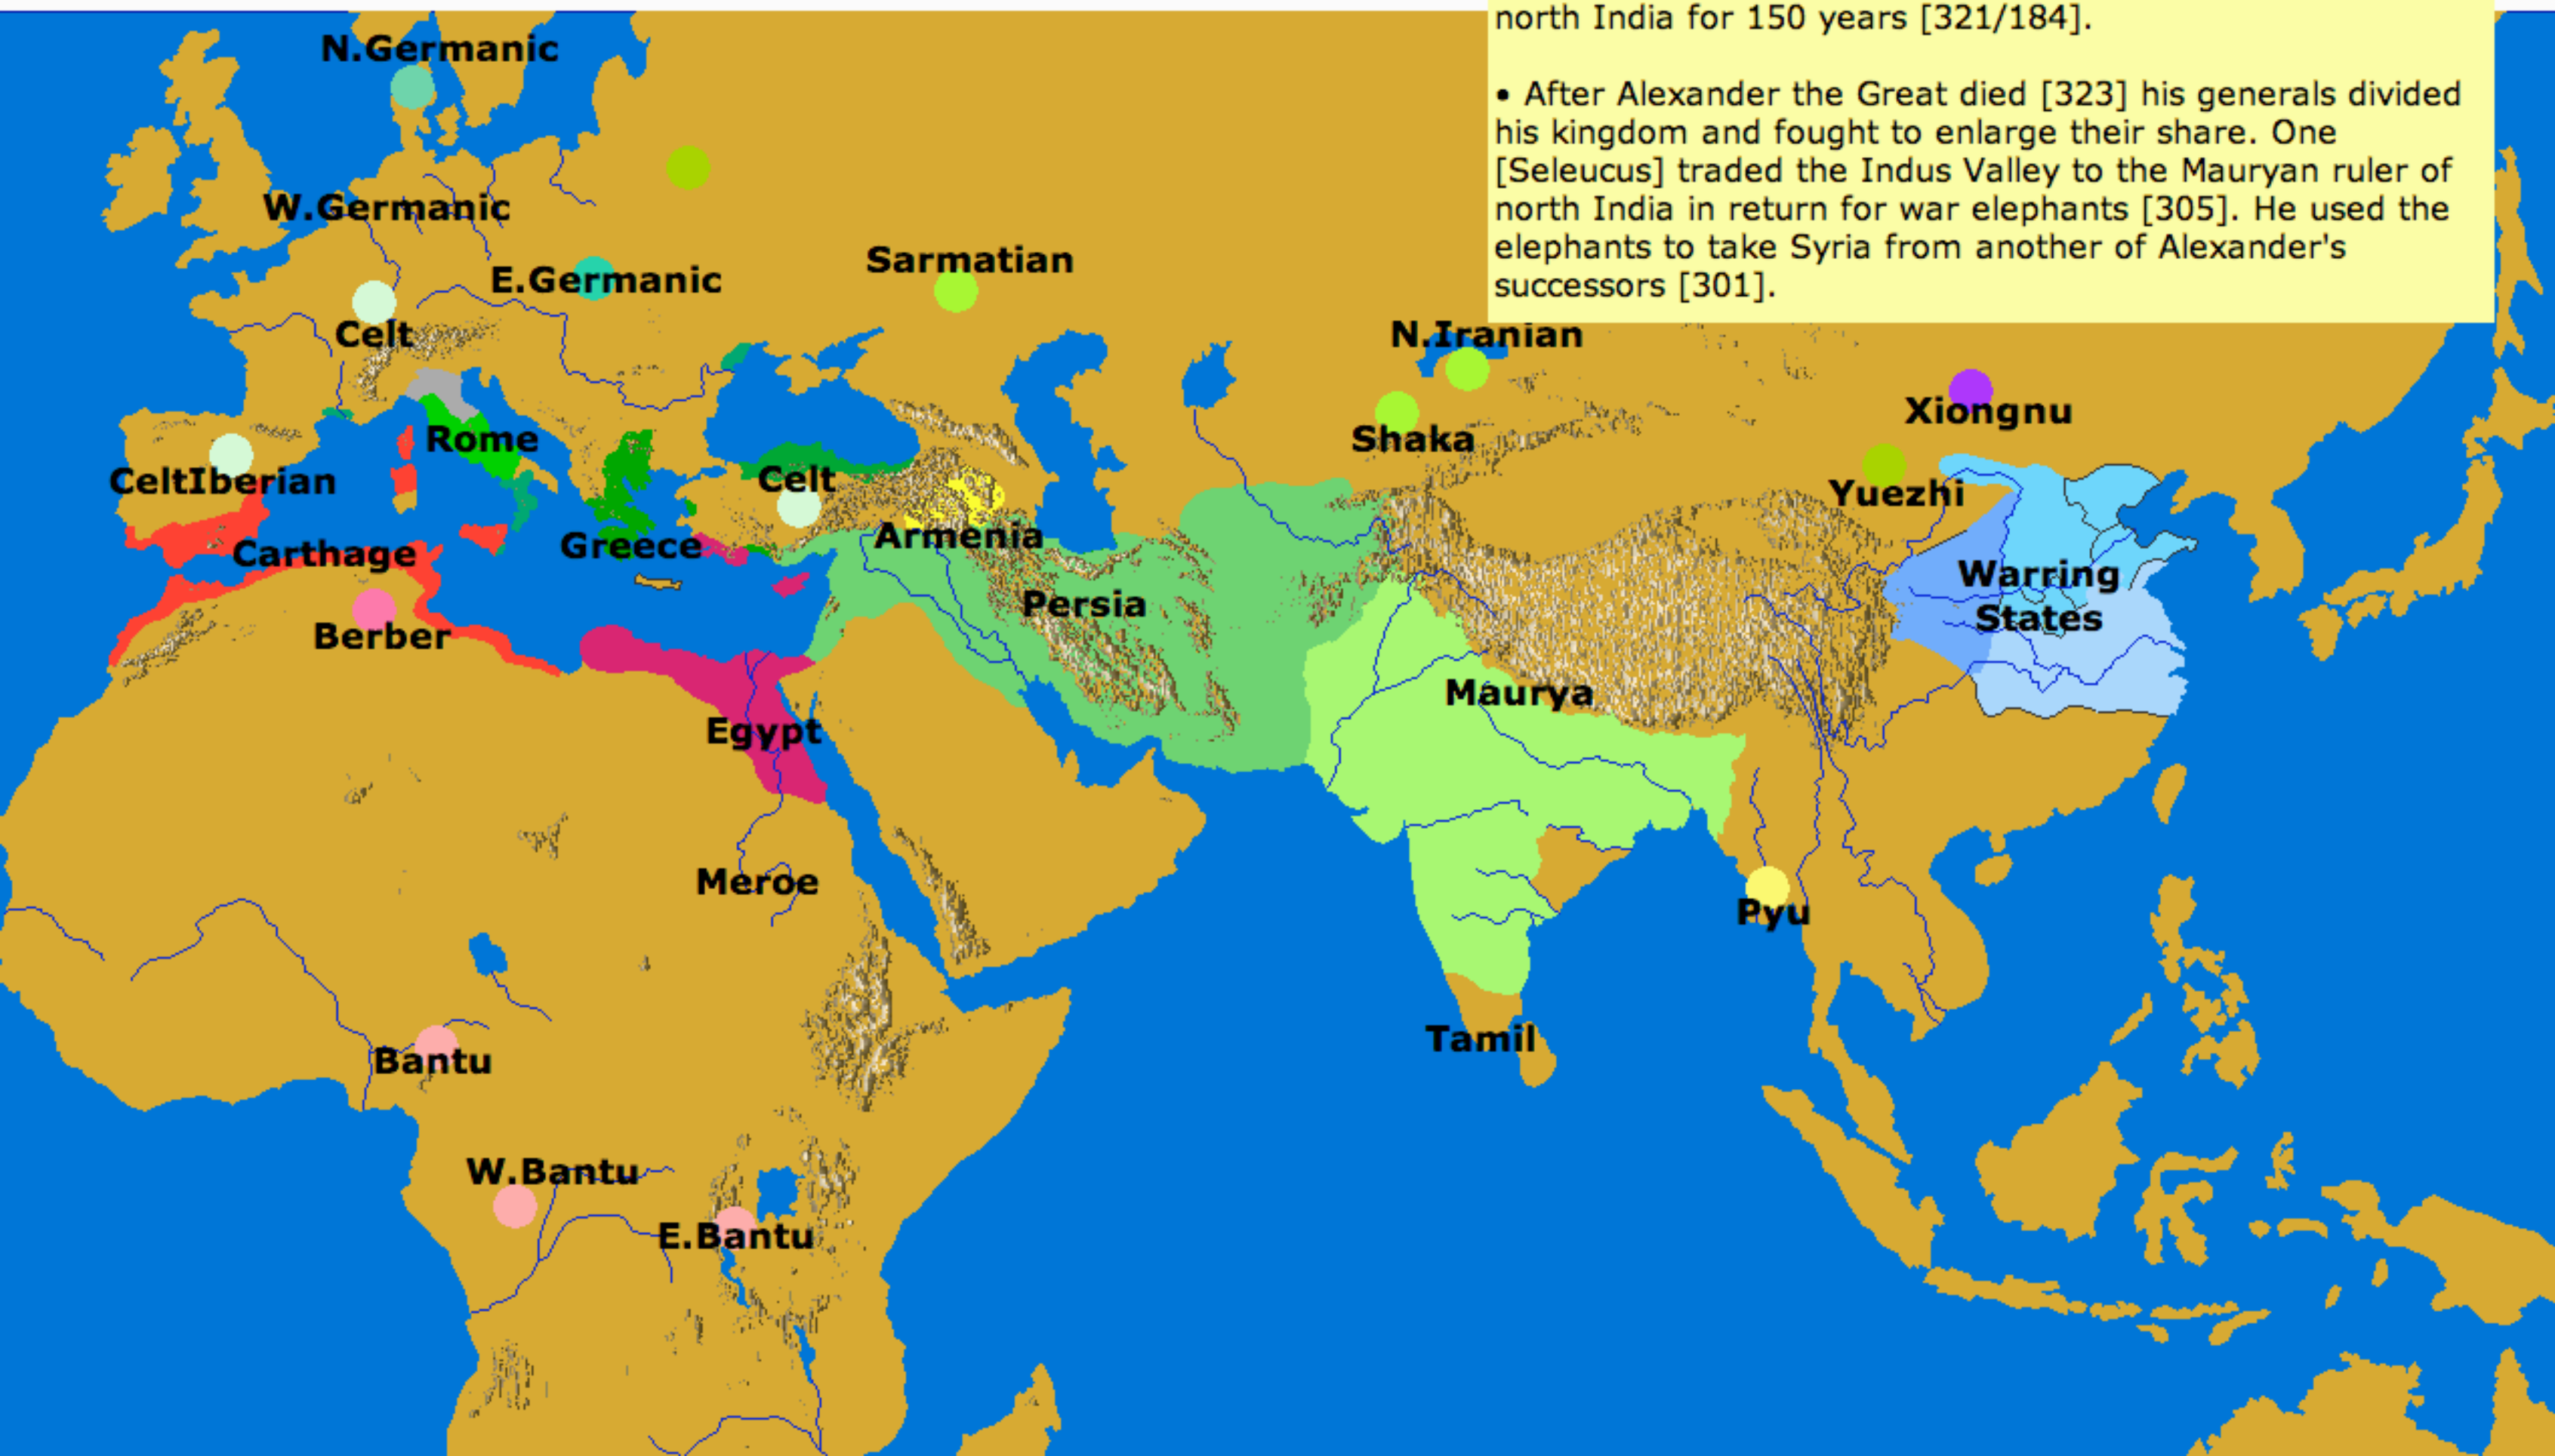 north India for 150 years [321/184].
• After Alexander the Great died [323] his generals divided
his kingdom and fought to enlarge their share. One
[Seleucus] traded the Indus Valley to the Mauryan ruler of
north India in return for war elephants [305]. He used the
elephants to take Syria from another of Alexander's
successors [301].
N.Germanic
W.Germanic
E.Germanic
Sarmatian
Celt
N.Iranian
Xiongnu
Rome
Shaka
CeltIberian
Celt
Yuezhi
Carthage
Greece
Armenia
Warring
States
Persia
Berber
Maurya
Egypt
Meroe
Pyu
Tamil
Bantu
W.Bantu
E.Bantu